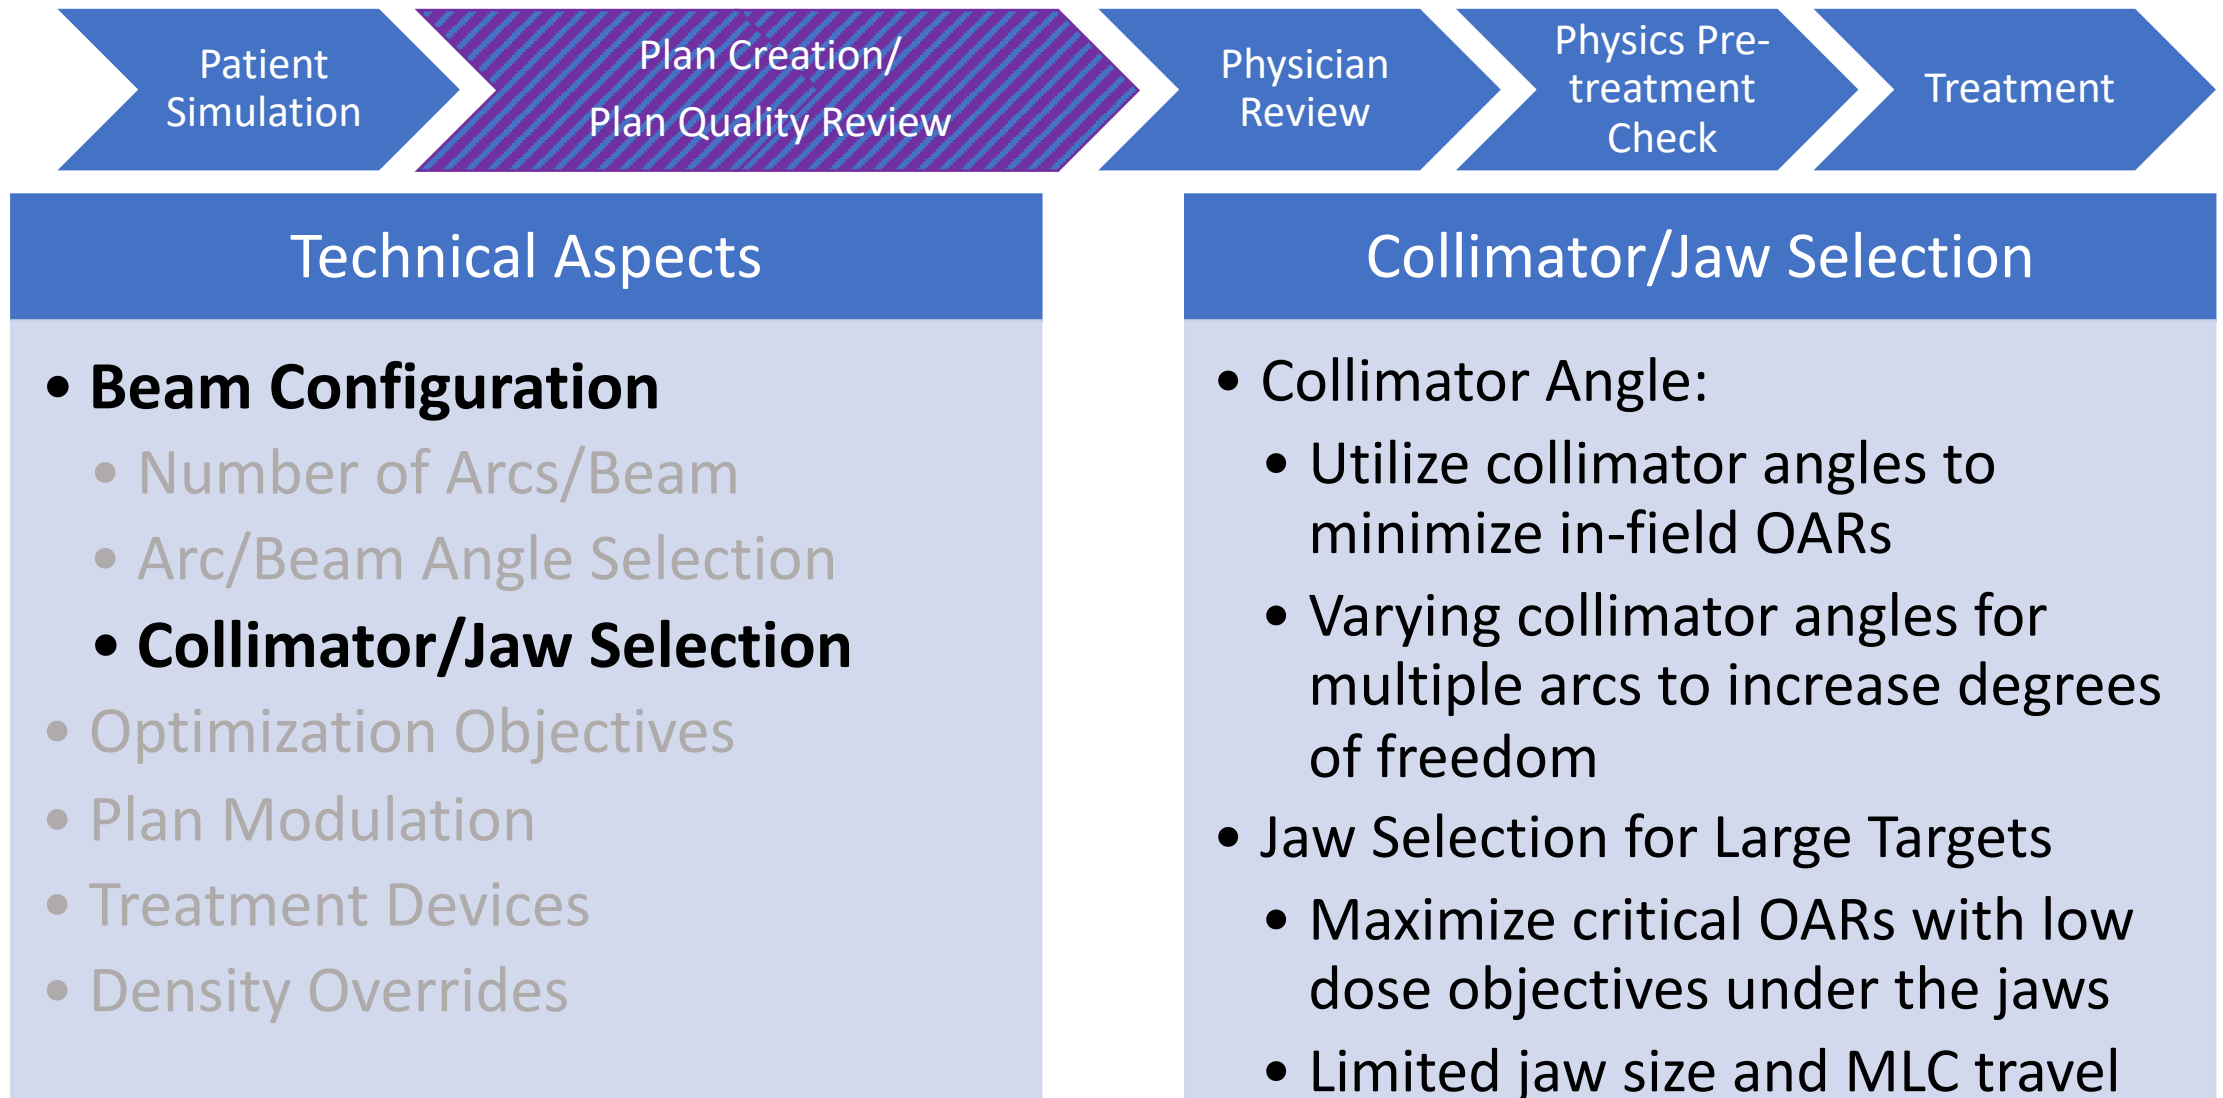 Patient
Simulation
Plan Creation/
Plan Quality Review
Physician
Review
Physics Pre-
treatment
Check
Treatment
Technical Aspects
• Beam Configuration
• Number of Arcs/Beam
• Arc/Beam Angle Selection
• Collimator/Jaw Selection
• Optimization Objectives
• Plan Modulation
• Treatment Devices
• Density Overrides
Collimator/Jaw Selection
• Collimator Angle:
• Utilize collimator angles to
minimize in-field OARs
• Varying collimator angles for
multiple arcs to increase degrees
of freedom
• Jaw Selection for Large Targets
• Maximize critical OARs with low
dose objectives under the jaws
• Limited jaw size and MLC travel